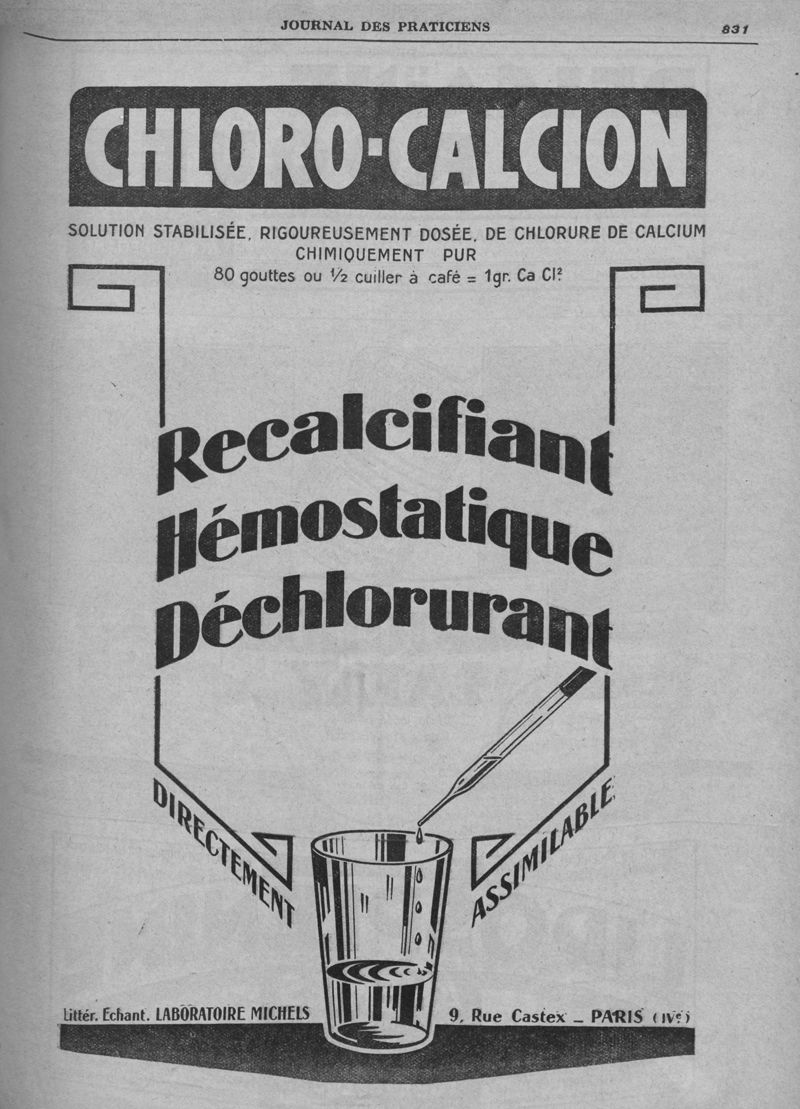 JOURNAL DES PRATICIENS
831
CHLORO-CALCION
SOLUTION STABILISÉE, RIGOUREUSEMENT DOSÉE, DE CHLORURE DE CALCIUM
CHIMIQUEMENT PUR
80 gouttes ou ½ cuiller à café = 1gr. Ca Cl²
Recalcifiant
Hémostatique
Déchlorurant
DIRECTEMENT
ASSIMILABLE
Littér. Echant. LABORATOIRE MICHELS
9, Rue Castex _ PARIS (IVe)